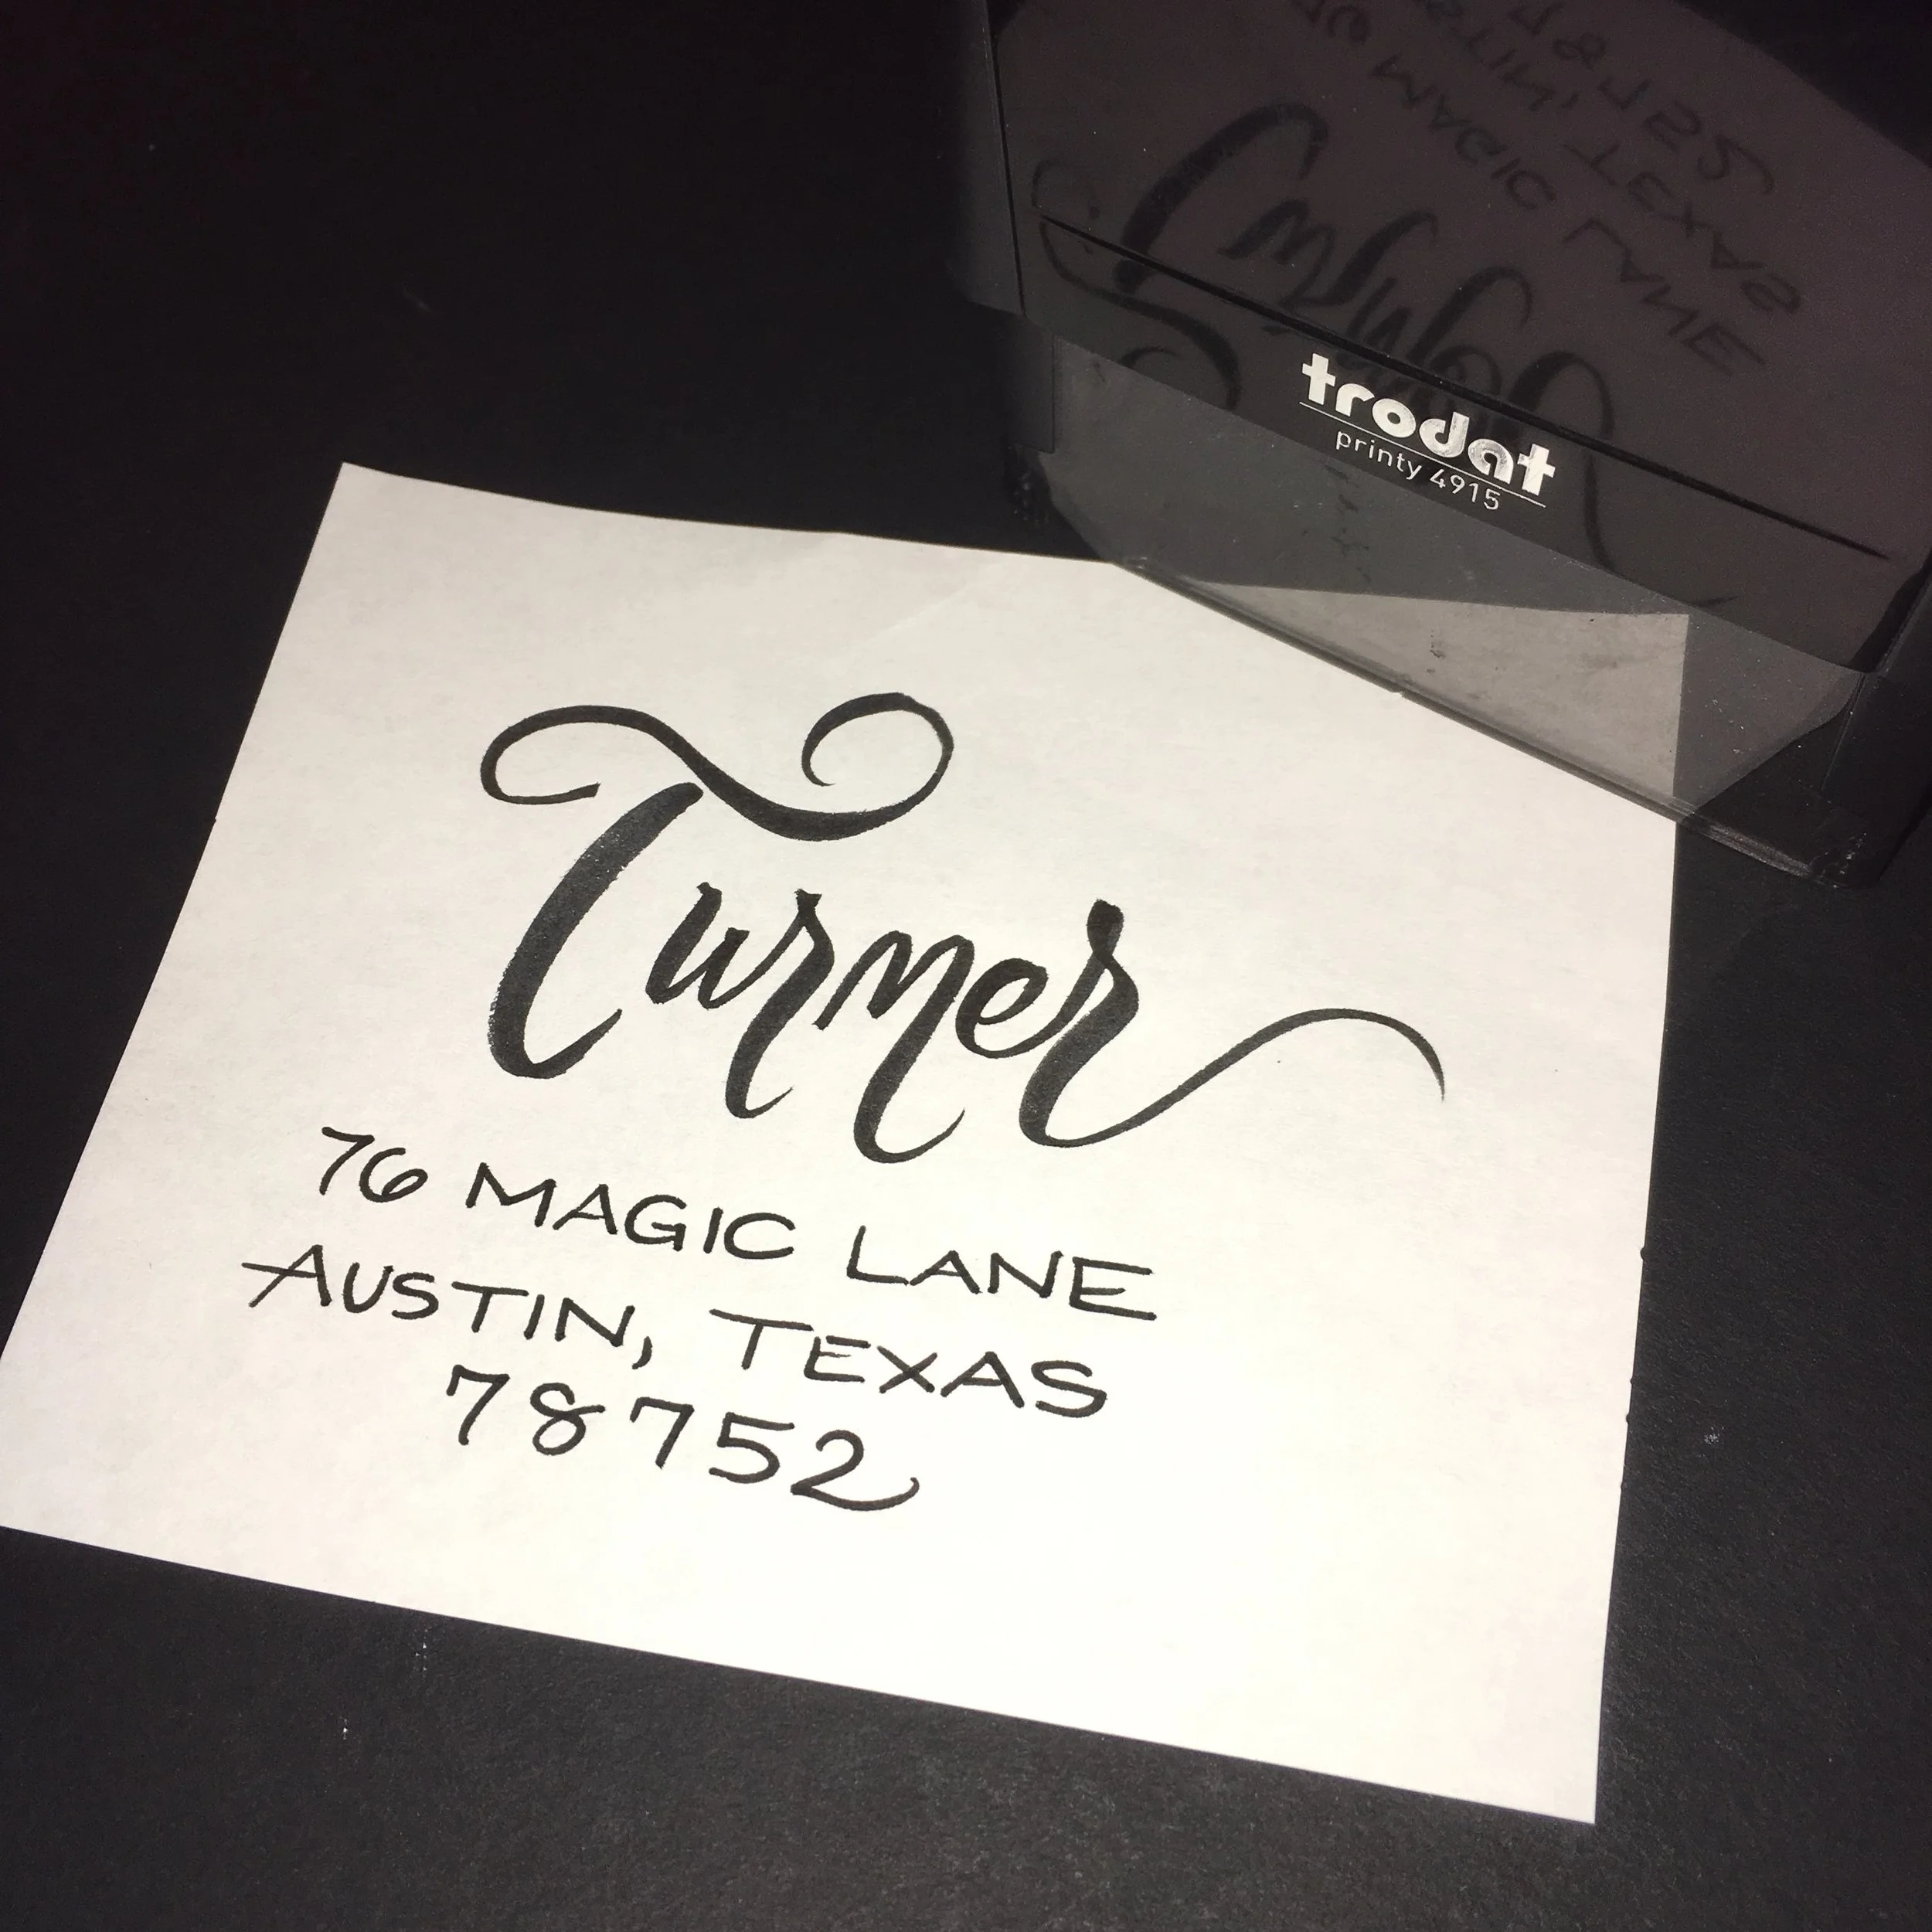 trodat
printy 4915
Turner
76 MAGIC LANE
AUSTIN, TEXAS
78752